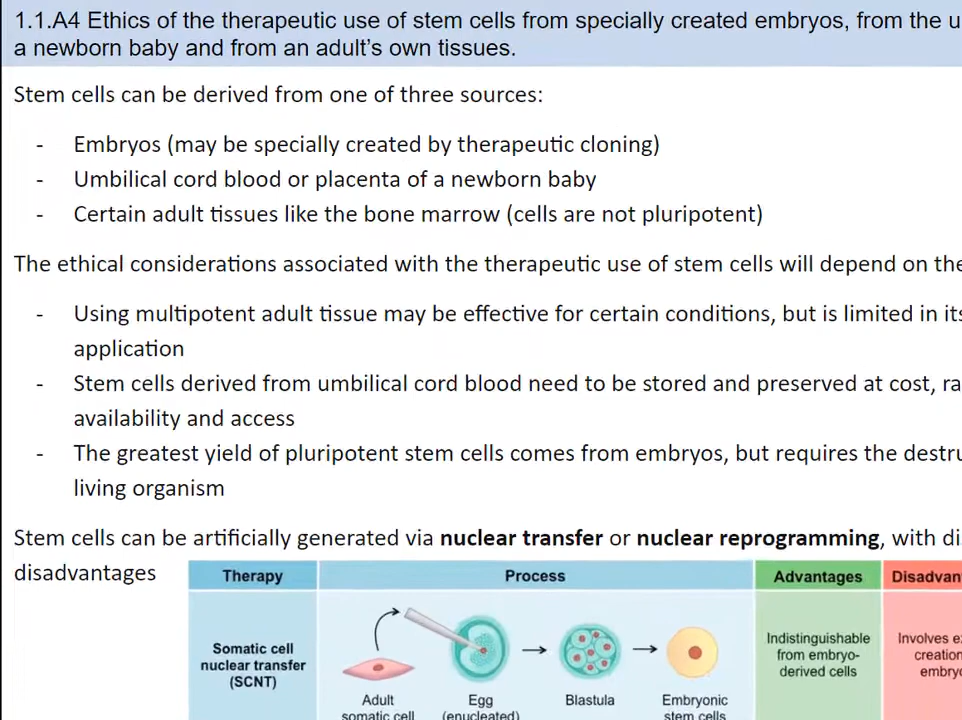 1.1.A4 Ethics of the therapeutic use of stem cells from specially created embryos, from the
a newborn baby and from an adult's own tissues.
Stem cells can be derived from one of three sources:
- Embryos (may be specially created by therapeutic cloning)
- Umbilical cord blood or placenta of a newborn baby
- Certain adult tissues like the bone marrow (cells are not pluripotent)
The ethical considerations associated with the therapeutic use of stem cells will depend on the
- Using multipotent adult tissue may be effective for certain conditions, but is limited in its
application
- Stem cells derived from umbilical cord blood need to be stored and preserved at cost,
availability and access
- The greatest yield of pluripotent stem cells comes from embryos, but requires the
living organism
Stem cells can be artificially generated via nuclear transfer or nuclear reprogramming, with
disadvantages
Therapy Process Advantages
Somatic cell
nuclear transfer
(SCNT)
Adult
somatic cell
Egg
(enucleated)
Blastula
Embryonic
stem cells
Indistinguishable
from embryo-
derived cells
Involves
creation